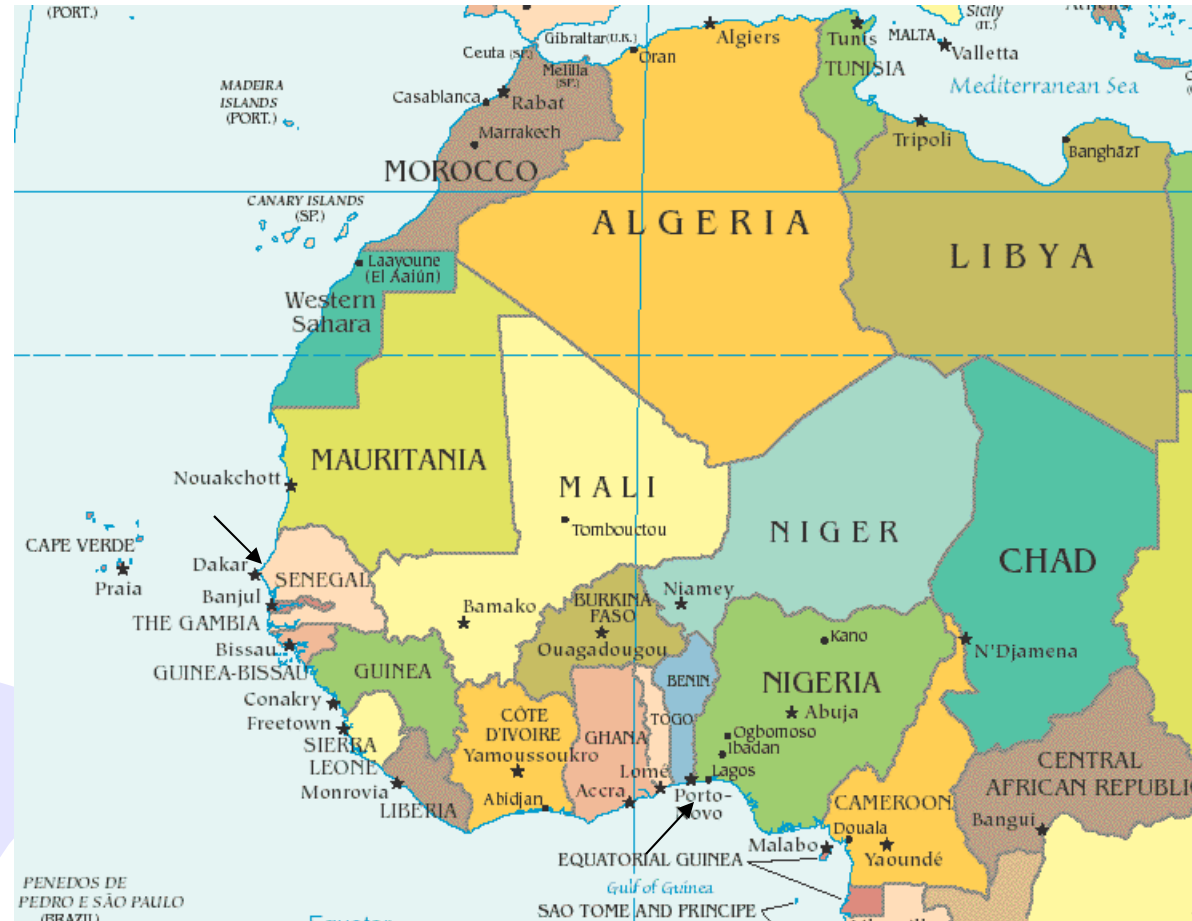 (PORT.)
Sicily
(IT.)
Gibraltar(U.K.)
Algiers
Tunis
MALTA
Valletta
Ceuta (SP.)
Melilla
(SP.)
Oran
TUNISIA
Mediterranean Sea
MADEIRA
ISLANDS
(PORT.)
Casablanca
Rabat
Marrakech
Tripoli
Banghāzī
MOROCCO
CANARY ISLANDS
(SP.)
ALGERIA
LIBYA
Laayoune
(El Aaiún)
Western
Sahara
MAURITANIA
Nouakchott
MALI
Tombouctou
NIGER
CHAD
CAPE VERDE
Praia
Dakar
SENEGAL
Banjul
THE GAMBIA
Bissau
GUINEA-BISSAU
Bamako
BURKINA
FASO
Ouagadougou
Niamey
Kano
N'Djamena
GUINEA
Conakry
Freetown
SIERRA
LEONE
Monrovia
LIBERIA
CÔTE
D'IVOIRE
Yamoussoukro
Abidjan
GHANA
Accra
TOGO
Lomé
BENIN
Porto-
Novo
NIGERIA
Abuja
Ogbomoso
Ibadan
Lagos
CENTRAL
AFRICAN REPUBLIC
Bangui
CAMEROON
Douala
Yaoundé
Malabo
EQUATORIAL GUINEA
Gulf of Guinea
SAO TOME AND PRINCIPE
PENEDOS DE
PEDRO E SÃO PAULO
(BRAZIL)
Equator